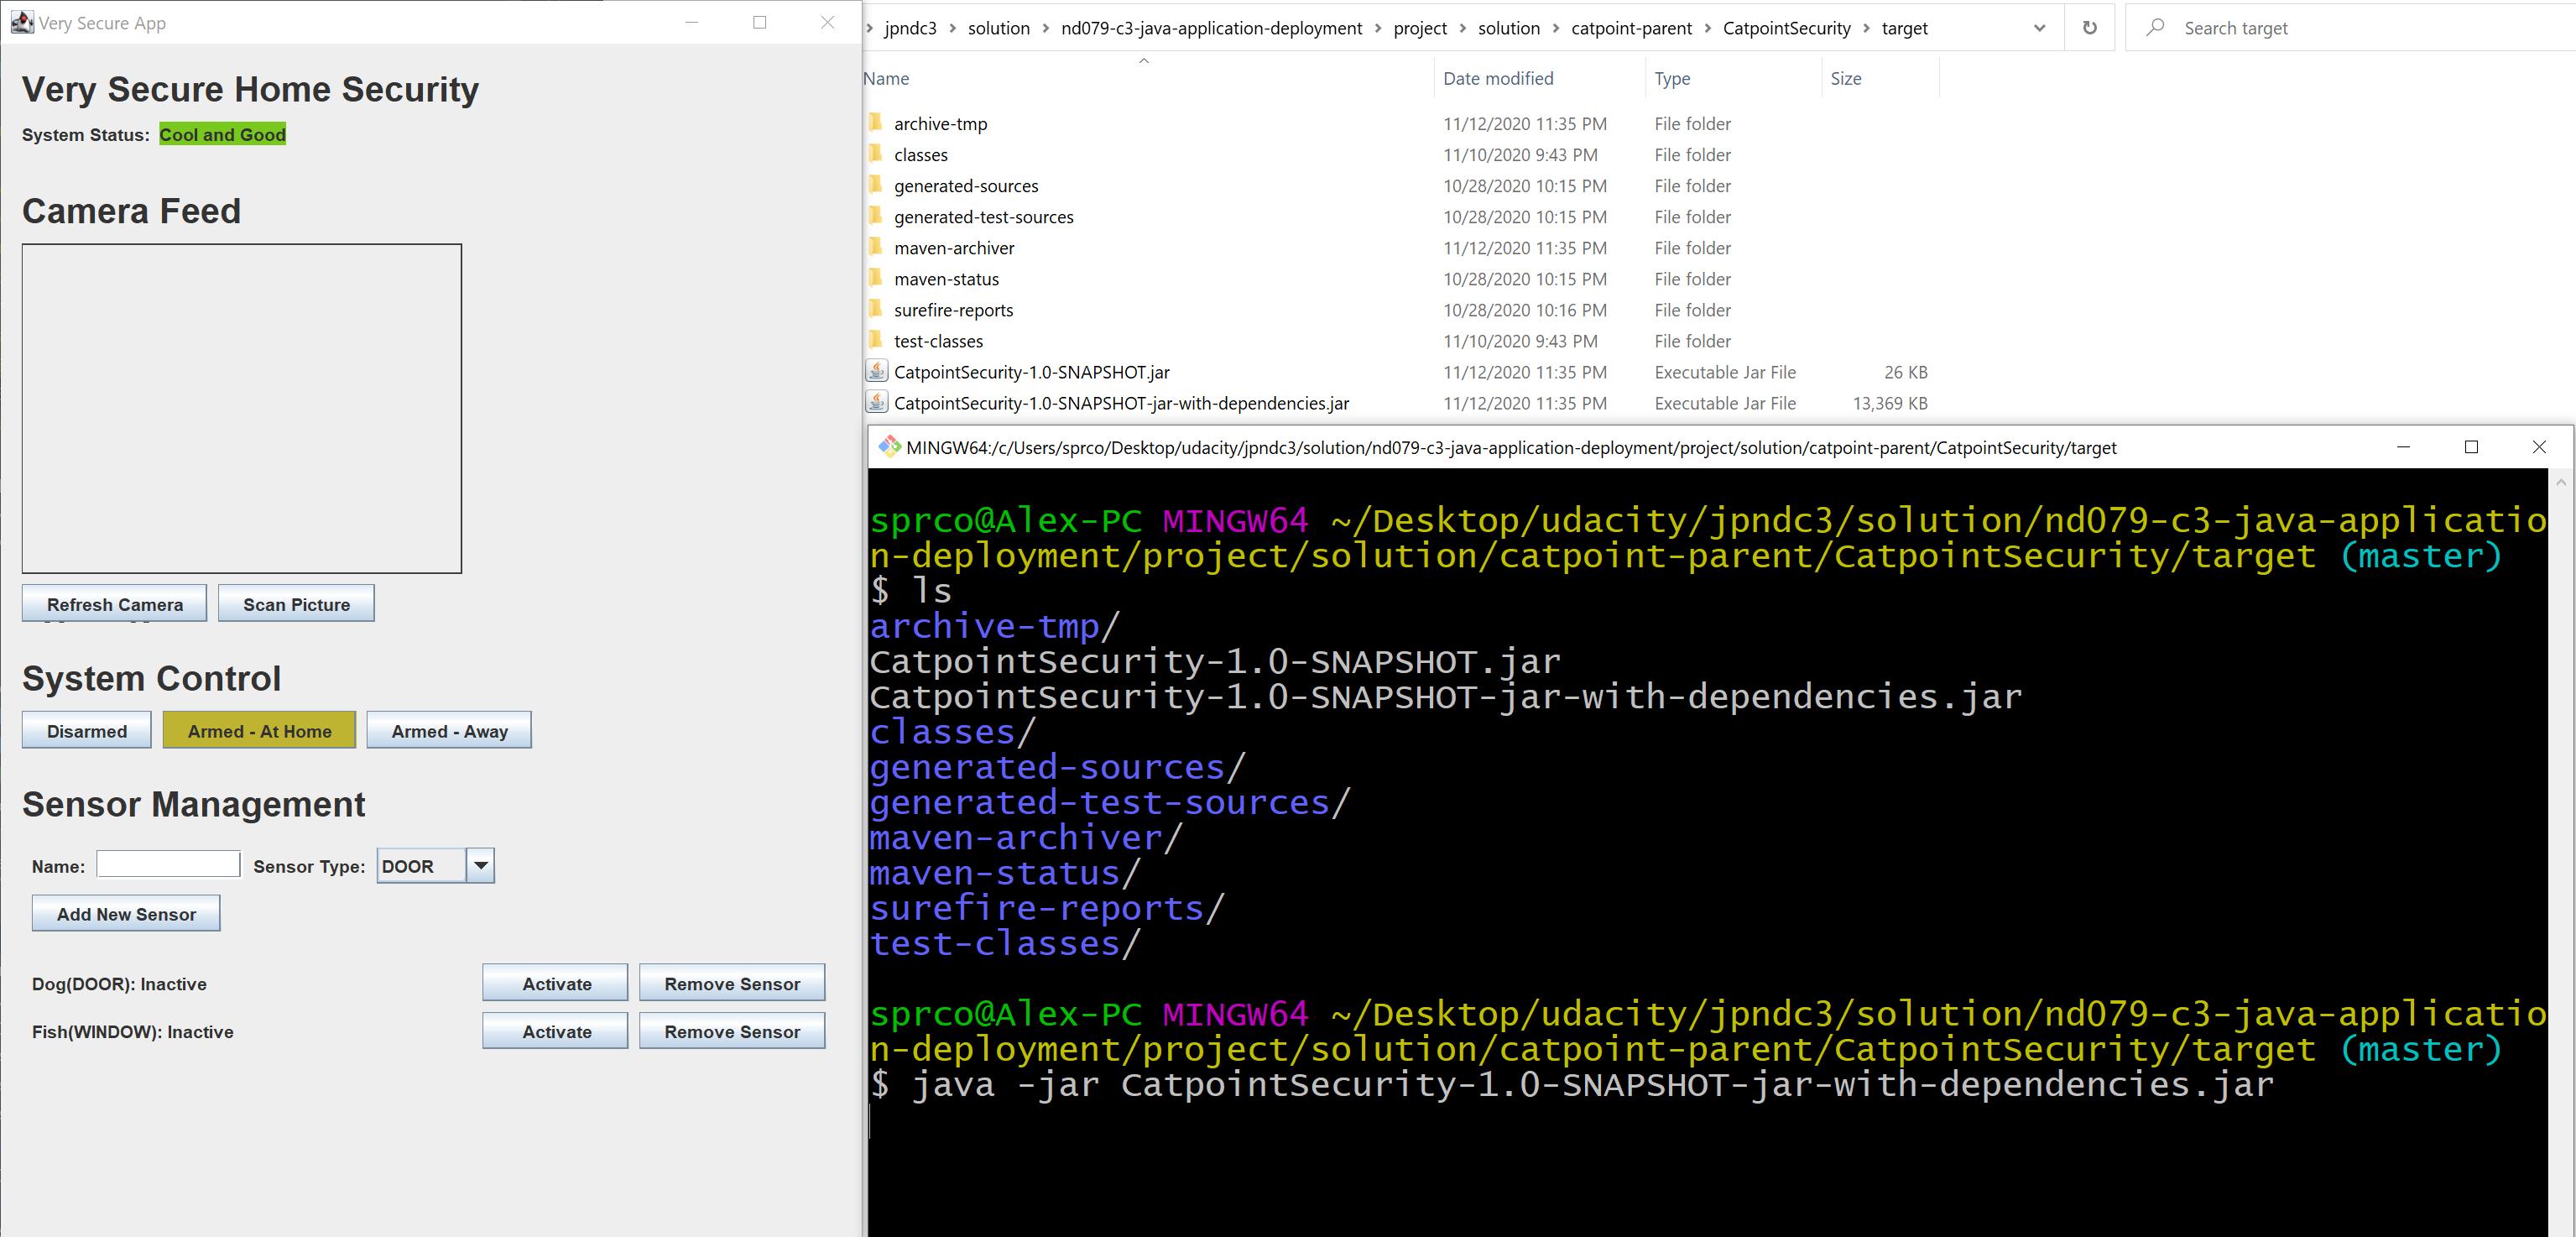 Very Secure App
Very Secure Home Security
System Status: Cool and Good
Camera Feed
Refresh Camera Scan Picture
System Control
Disarmed Armed - At Home Armed - Away
Sensor Management
Name: Sensor Type: DOOR
Add New Sensor
Dog(DOOR): Inactive Activate Remove Sensor
Fish(WINDOW): Inactive Activate Remove Sensor
jpndc3 › solution › nd079-c3-java-application-deployment › project › solution › catpoint-parent › CatpointSecurity › target
Search target
Name Date modified Type Size
archive-tmp 11/12/2020 11:35 PM File folder
classes 11/10/2020 9:43 PM File folder
generated-sources 10/28/2020 10:15 PM File folder
generated-test-sources 10/28/2020 10:15 PM File folder
maven-archiver 11/12/2020 11:35 PM File folder
maven-status 10/28/2020 10:15 PM File folder
surefire-reports 10/28/2020 10:16 PM File folder
test-classes 11/10/2020 9:43 PM File folder
CatpointSecurity-1.0-SNAPSHOT.jar 11/12/2020 11:35 PM Executable Jar File 26 KB
CatpointSecurity-1.0-SNAPSHOT-jar-with-dependencies.jar 11/12/2020 11:35 PM Executable Jar File 13,369 KB
MINGW64:/c/Users/sprco/Desktop/udacity/jpndc3/solution/nd079-c3-java-application-deployment/project/solution/catpoint-parent/CatpointSecurity/target
sprco@Alex-PC MINGW64 ~/Desktop/udacity/jpndc3/solution/nd079-c3-java-applicatio
n-deployment/project/solution/catpoint-parent/CatpointSecurity/target (master)
$ ls
archive-tmp/
CatpointSecurity-1.0-SNAPSHOT.jar
CatpointSecurity-1.0-SNAPSHOT-jar-with-dependencies.jar
classes/
generated-sources/
generated-test-sources/
maven-archiver/
maven-status/
surefire-reports/
test-classes/
sprco@Alex-PC MINGW64 ~/Desktop/udacity/jpndc3/solution/nd079-c3-java-applicatio
n-deployment/project/solution/catpoint-parent/CatpointSecurity/target (master)
$ java -jar CatpointSecurity-1.0-SNAPSHOT-jar-with-dependencies.jar